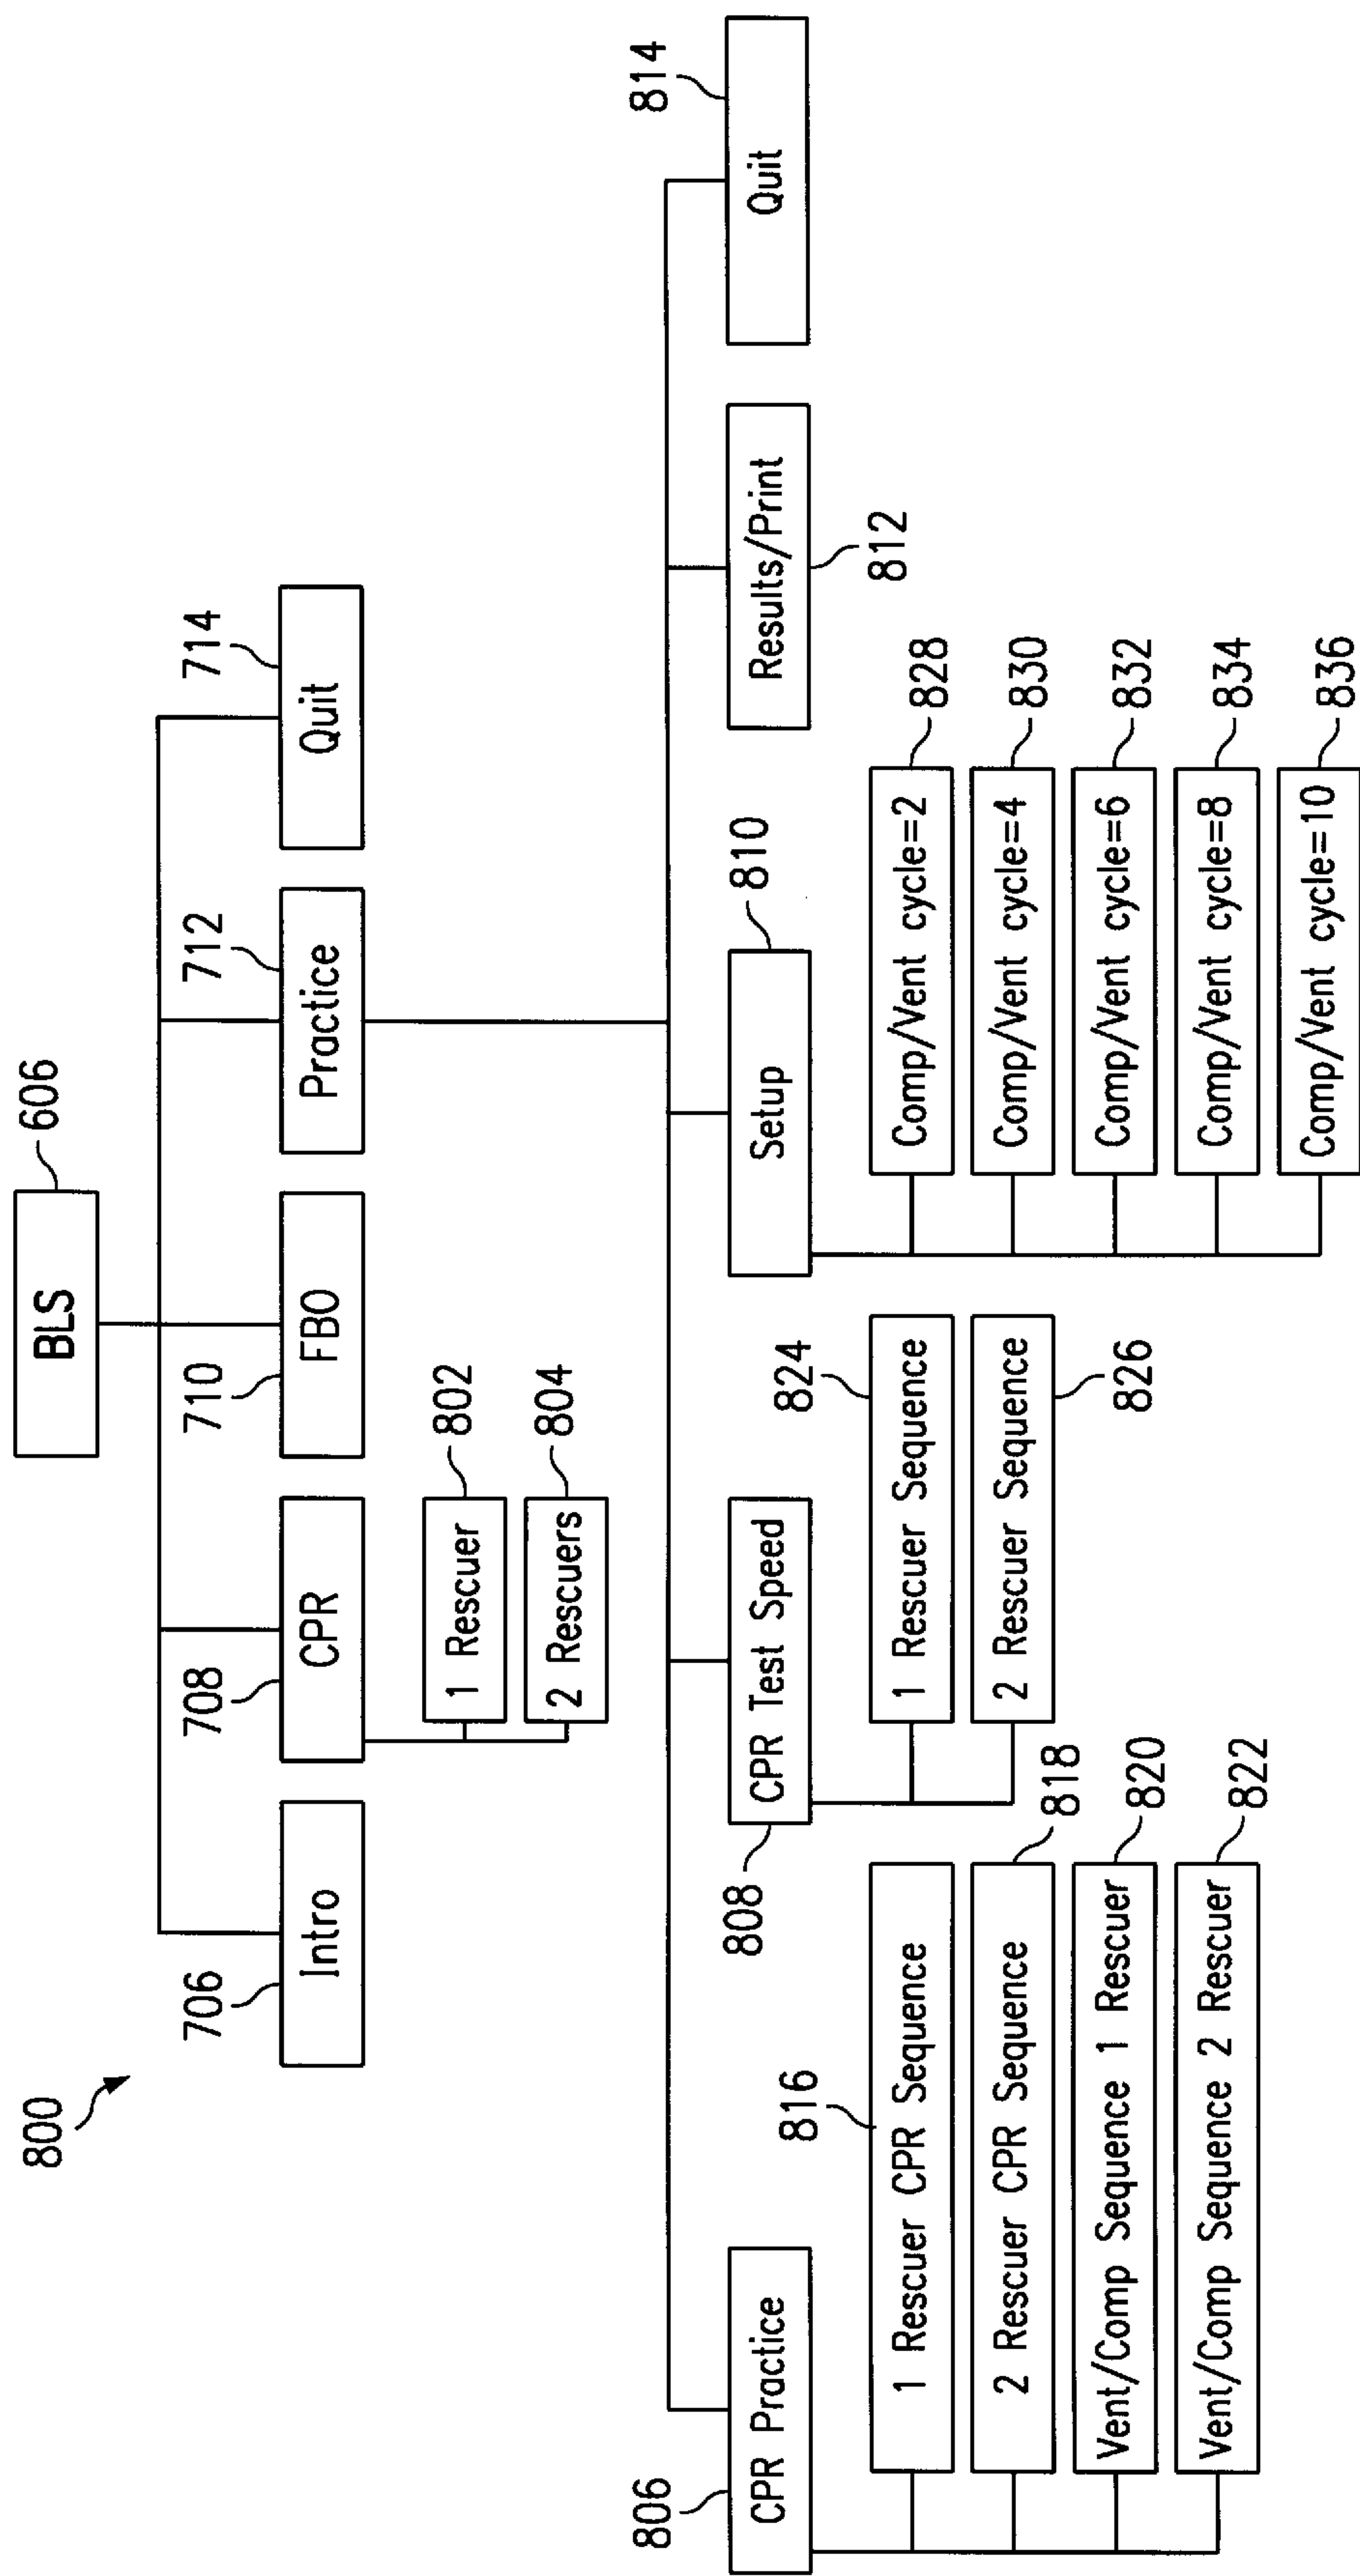 800
BLS
606
706
Intro
708
CPR
710
FBO
712
Practice
714
Quit
1 Rescuer
802
2 Rescuers
804
806
CPR Practice
808
CPR Test Speed
Setup
810
Results/Print
812
Quit
814
816
1 Rescuer CPR Sequence
2 Rescuer CPR Sequence
818
Vent/Comp Sequence 1 Rescuer
820
Vent/Comp Sequence 2 Rescuer
822
824
1 Rescuer Sequence
2 Rescuer Sequence
826
Comp/Vent cycle=2
828
Comp/Vent cycle=4
830
Comp/Vent cycle=6
832
Comp/Vent cycle=8
834
Comp/Vent cycle=10
836